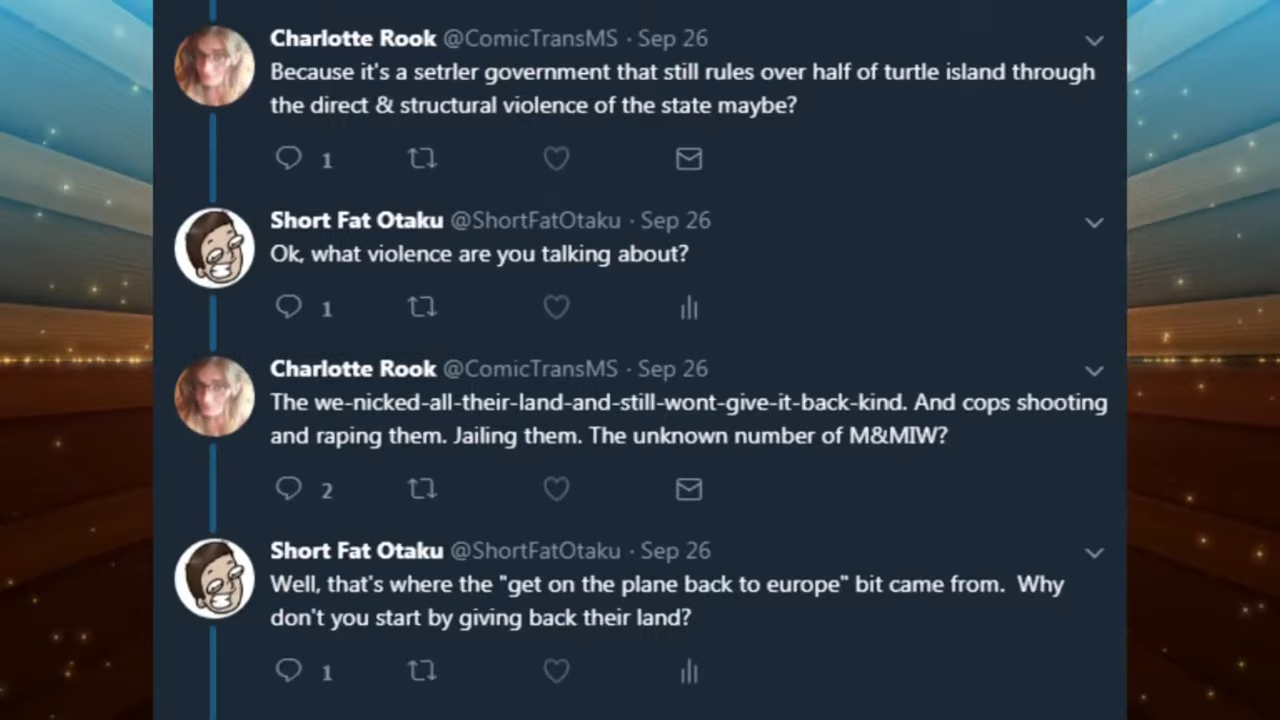 Charlotte Rook @ComicTransMS · Sep 26
Because it's a setrler government that still rules over half of turtle island through
the direct & structural violence of the state maybe?
1
Short Fat Otaku @ShortFatOtaku · Sep 26
Ok, what violence are you talking about?
1
Charlotte Rook @ComicTransMS · Sep 26
The we-nicked-all-their-land-and-still-wont-give-it-back-kind. And cops shooting
and raping them. Jailing them. The unknown number of M&MIW?
2
Short Fat Otaku @ShortFatOtaku · Sep 26
Well, that's where the "get on the plane back to europe" bit came from. Why
don't you start by giving back their land?
1